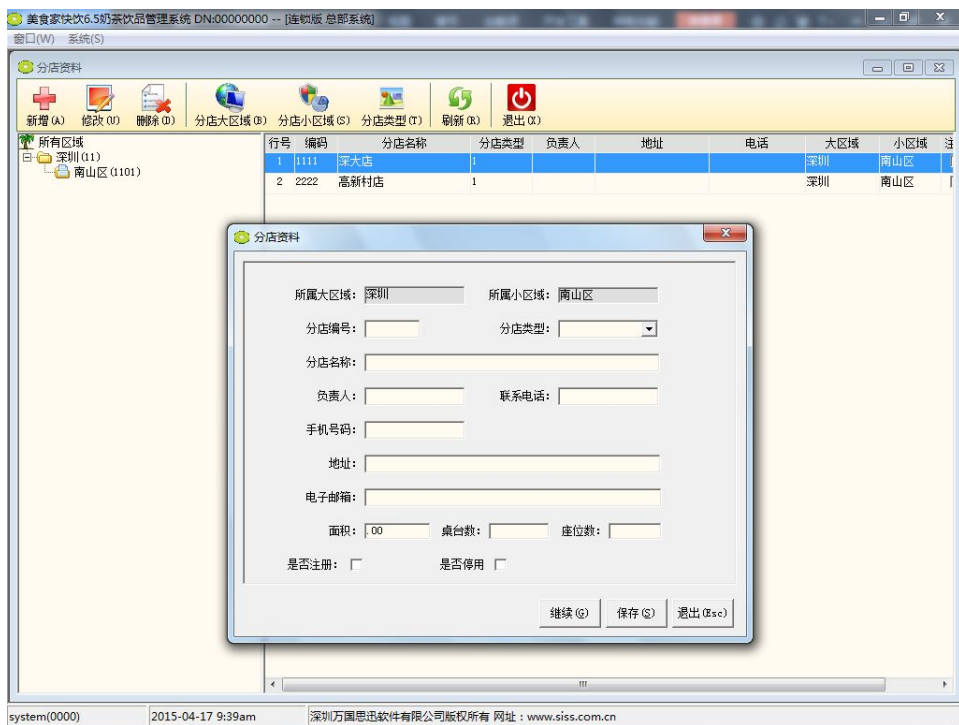 美食家快饮6.5奶茶饮品管理系统 DN:00000000 -- [连锁版 总部系统]
窗口(W) 系统(S)
分店资料
新增(A) 修改(U) 删除(D) 分店大区域(B) 分店小区域(S) 分店类型(T) 刷新(R) 退出(X)
所有区域
深圳(11)
南山区(1101)
行号 编码 分店名称 分店类型 负责人 地址 电话 大区域 小区域 注
1 1111 深大店 1 深圳 南山区
2 2222 高新村店 1 深圳 南山区
分店资料
所属大区域: 深圳 所属小区域: 南山区
分店编号: 分店类型:
分店名称:
负责人: 联系电话:
手机号码:
地址:
电子邮箱:
面积: .00 桌台数: 座位数:
是否注册: 是否停用
继续(G) 保存(S) 退出(Esc)
system(0000) 2015-04-17 9:39am 深圳万国思迅软件有限公司版权所有 网址:www.siss.com.cn